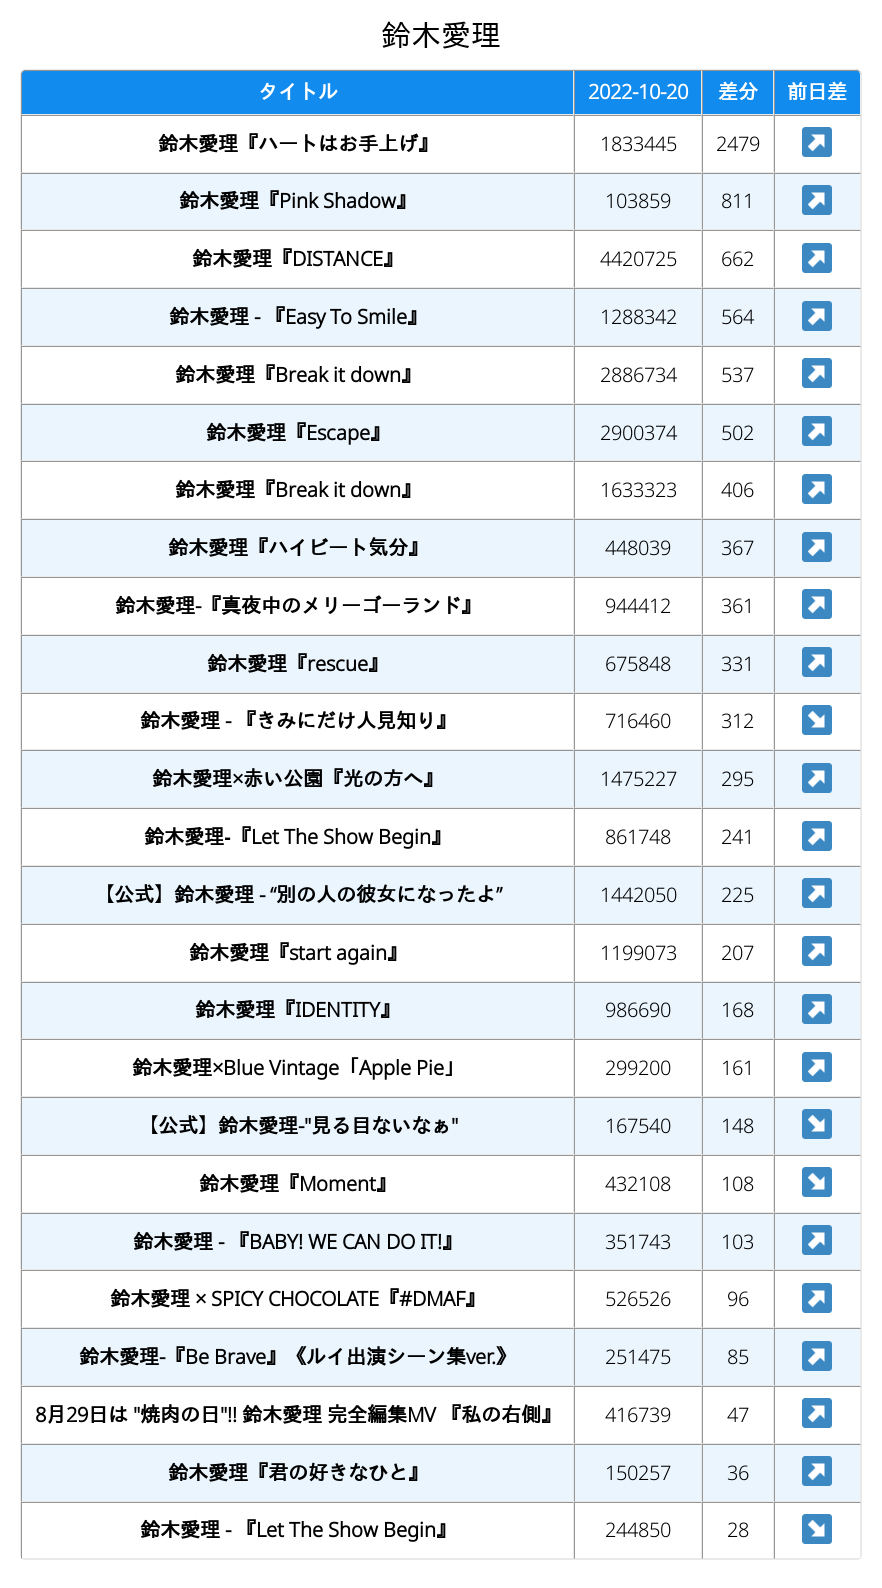 鈴木愛理
タイトル 2022-10-20 差分 前日差
鈴木愛理『ハートはお手上げ』 1833445 2479 ↗
鈴木愛理『Pink Shadow』 103859 811 ↗
鈴木愛理『DISTANCE』 4420725 662 ↗
鈴木愛理 - 『Easy To Smile』 1288342 564 ↗
鈴木愛理『Break it down』 2886734 537 ↗
鈴木愛理『Escape』 2900374 502 ↗
鈴木愛理『Break it down』 1633323 406 ↗
鈴木愛理『ハイビート気分』 448039 367 ↗
鈴木愛理-『真夜中のメリーゴーランド』 944412 361 ↗
鈴木愛理『rescue』 675848 331 ↗
鈴木愛理 - 『きみにだけ人見知り』 716460 312 ↘
鈴木愛理×赤い公園『光の方へ』 1475227 295 ↗
鈴木愛理-『Let The Show Begin』 861748 241 ↗
【公式】鈴木愛理 - “別の人の彼女になったよ” 1442050 225 ↗
鈴木愛理『start again』 1199073 207 ↗
鈴木愛理『IDENTITY』 986690 168 ↗
鈴木愛理×Blue Vintage「Apple Pie」 299200 161 ↗
【公式】鈴木愛理-"見る目ないなぁ" 167540 148 ↘
鈴木愛理『Moment』 432108 108 ↘
鈴木愛理 - 『BABY! WE CAN DO IT!』 351743 103 ↗
鈴木愛理 × SPICY CHOCOLATE『#DMAF』 526526 96 ↗
鈴木愛理-『Be Brave』《ルイ出演シーン集ver.》 251475 85 ↗
8月29日は "焼肉の日"!! 鈴木愛理 完全編集MV 『私の右側』 416739 47 ↗
鈴木愛理『君の好きなひと』 150257 36 ↗
鈴木愛理 - 『Let The Show Begin』 244850 28 ↘